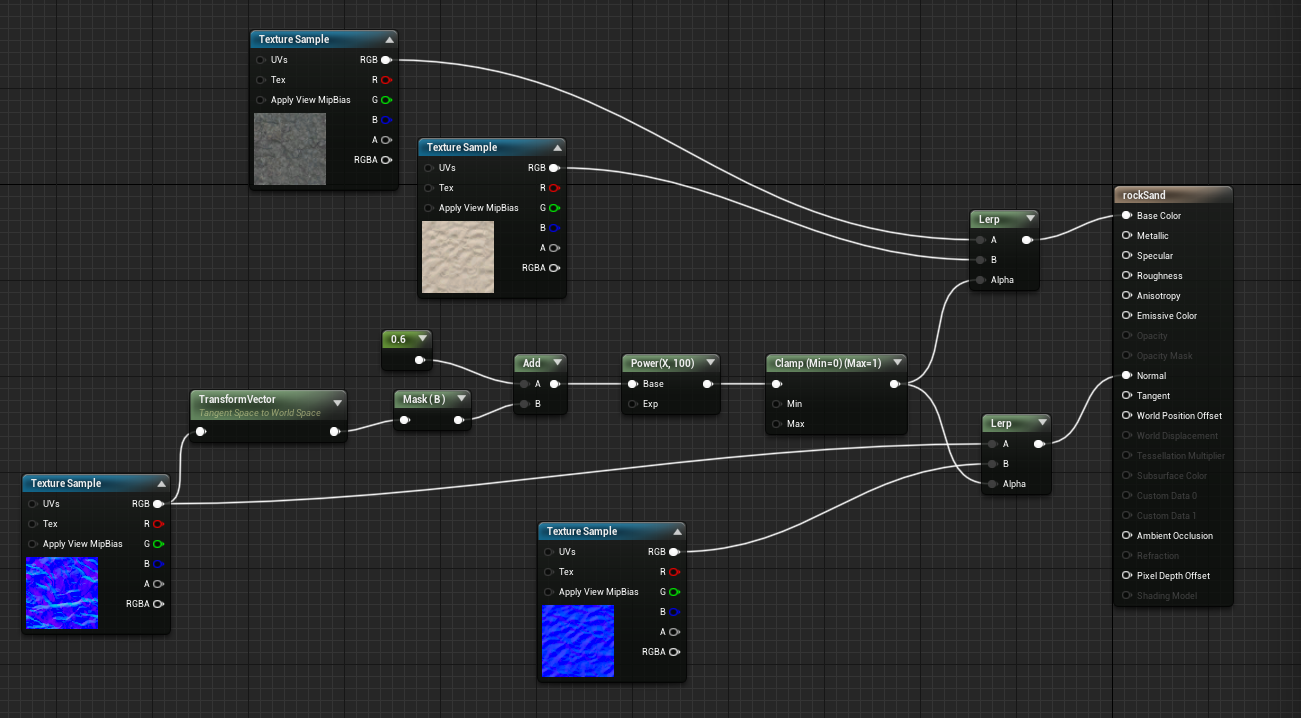 Texture Sample
UVs RGB
Tex R
Apply View MipBias G
B
A
RGBA
Texture Sample
UVs RGB
Tex R
Apply View MipBias G
B
A
RGBA
Lerp
A
B
Alpha
0.6
Add
A
B
Power(X, 100)
Base
Exp
Clamp (Min=0) (Max=1)
Min
Max
TransformVector
Tangent Space to World Space
Mask ( B )
Lerp
A
B
Alpha
Texture Sample
UVs RGB
Tex R
Apply View MipBias G
B
A
RGBA
Texture Sample
UVs RGB
Tex R
Apply View MipBias G
B
A
RGBA
rockSand
Base Color
Metallic
Specular
Roughness
Anisotropy
Emissive Color
Opacity
Opacity Mask
Normal
Tangent
World Position Offset
World Displacement
Tessellation Multiplier
Subsurface Color
Custom Data 0
Custom Data 1
Ambient Occlusion
Refraction
Pixel Depth Offset
Shading Model